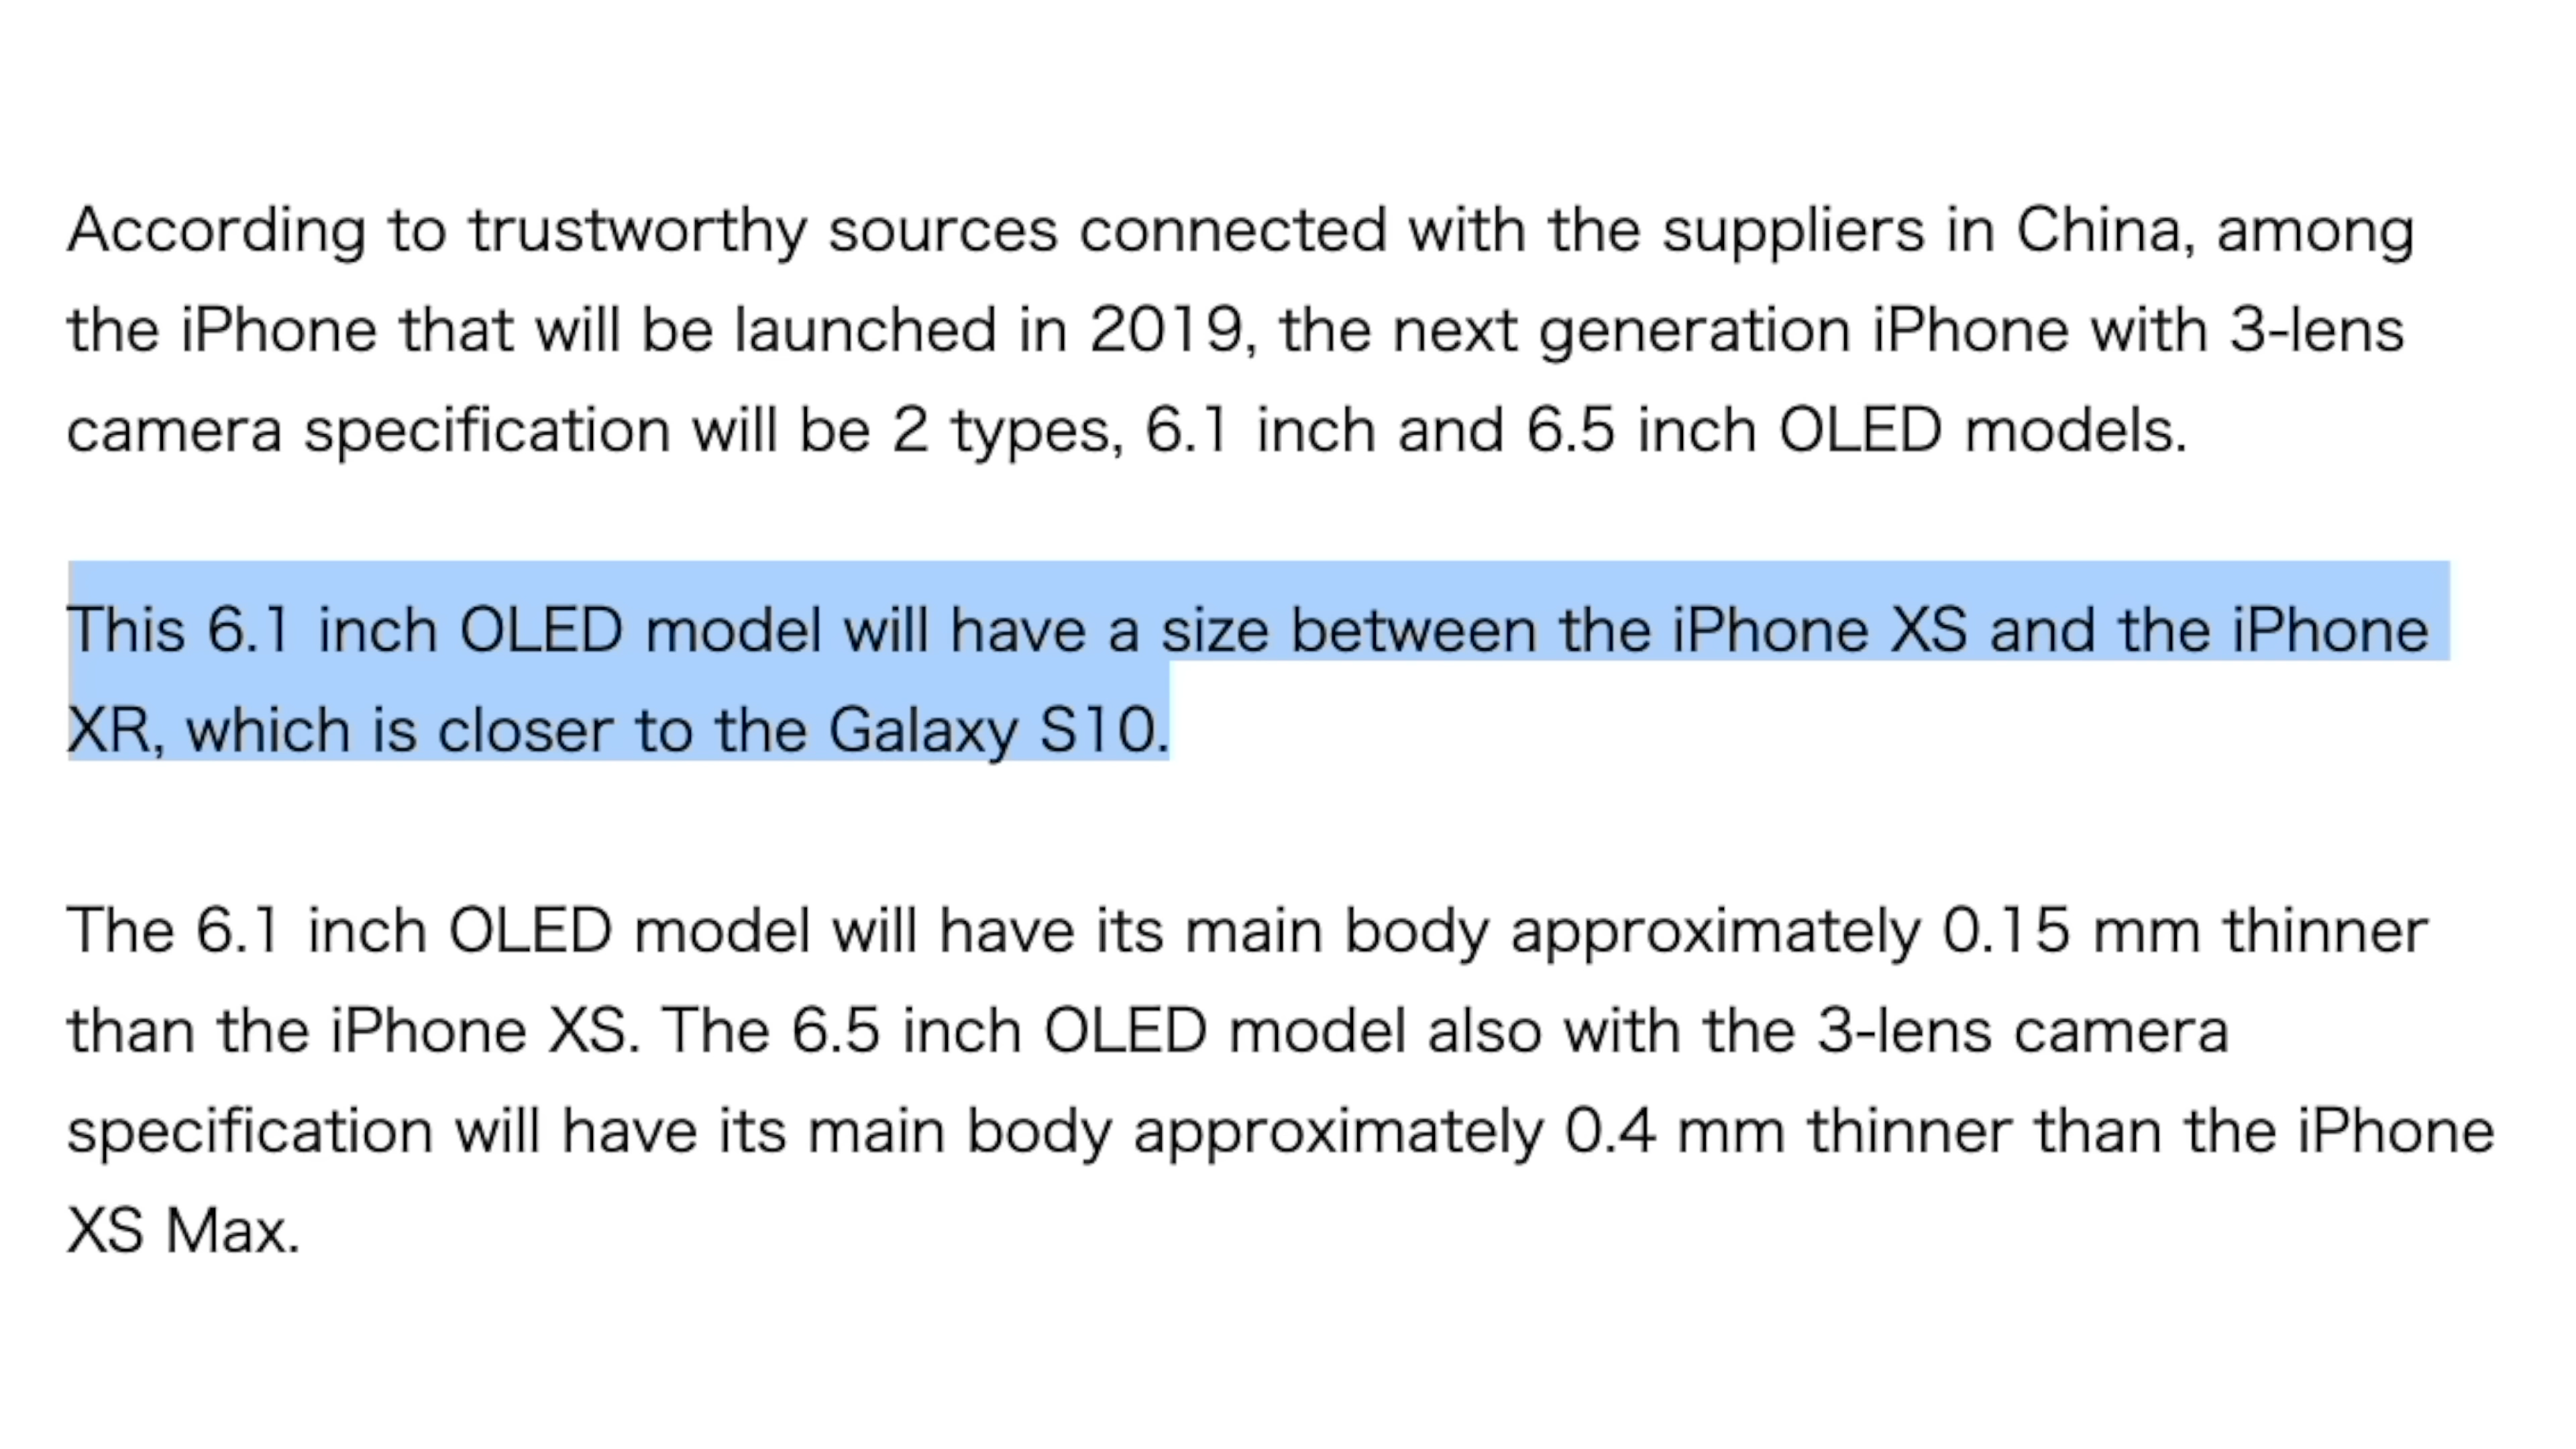 According to trustworthy sources connected with the suppliers in China, among
the iPhone that will be launched in 2019, the next generation iPhone with 3-lens
camera specification will be 2 types, 6.1 inch and 6.5 inch OLED models.
This 6.1 inch OLED model will have a size between the iPhone XS and the iPhone
XR, which is closer to the Galaxy S10.
The 6.1 inch OLED model will have its main body approximately 0.15 mm thinner
than the iPhone XS. The 6.5 inch OLED model also with the 3-lens camera
specification will have its main body approximately 0.4 mm thinner than the iPhone
XS Max.